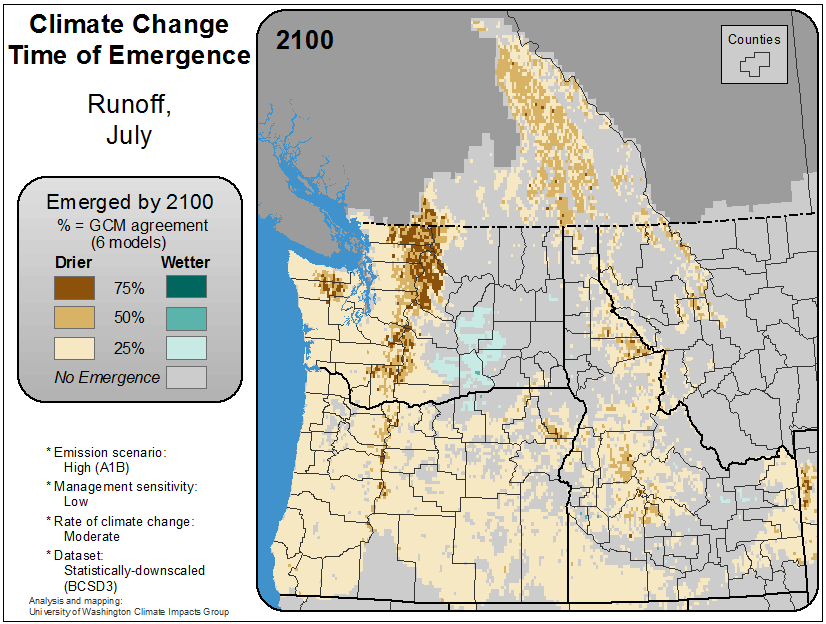 Climate Change
Time of Emergence
Runoff,
July
Emerged by 2100
% = GCM agreement
(6 models)
Drier Wetter
75%
50%
25%
No Emergence
* Emission scenario:
High (A1B)
* Management sensitivity:
Low
* Rate of climate change:
Moderate
* Dataset:
Statistically-downscaled
(BCSD3)
Analysis and mapping:
University of Washington Climate Impacts Group
2100
Counties